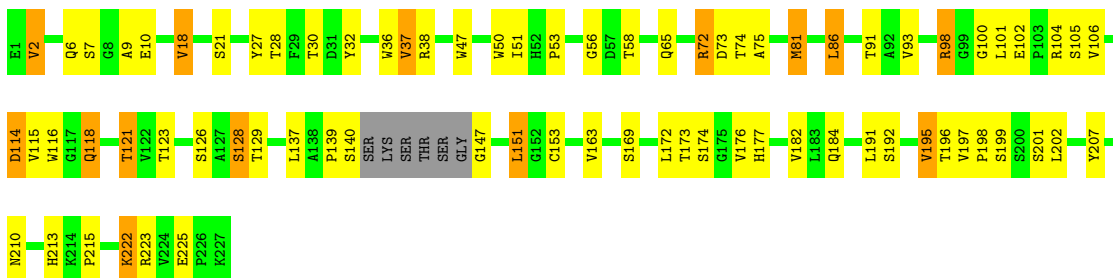 E1 V2 Q6 S7 G8 A9 E10 V18 S21 Y27 T28 F29 T30 D31 Y32 W36 V37 R38 W47 W50 I51 H52 P53 G56 D57 T58 Q65 R72 D73 T74 A75 M81 L86 T91 A92 V93 R98 G99 G100 L101 E102 P103 R104 S105 V106
D114 V115 W116 G117 Q118 T121 V122 T123 S126 A127 S128 T129 L137 A138 P139 S140 SER LYS SER THR SER GLY G147 L151 G152 C153 V163 S169 L172 T173 S174 G175 V176 H177 V182 L183 Q184 L191 S192 V195 T196 V197 P198 S199 S200 S201 L202 Y207
N210 H213 K214 P215 K222 R223 V224 E225 P226 K227